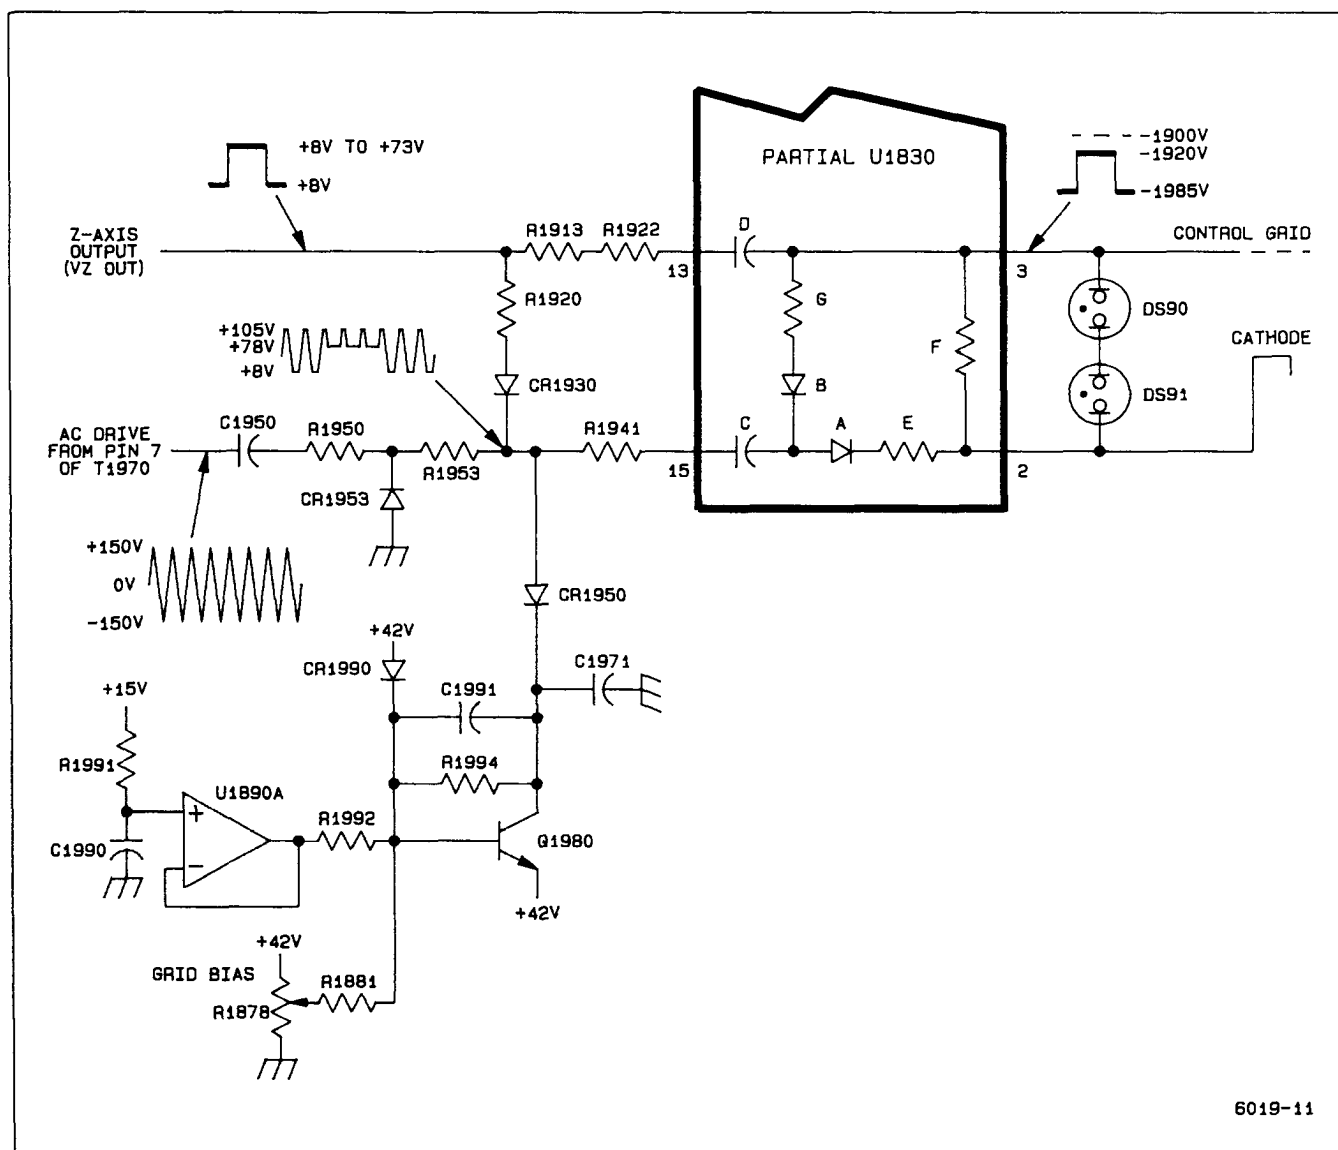 +8V TO +73V
+8V
PARTIAL U1830
-1900V
-1920V
-1985V
Z-AXIS
OUTPUT
(VZ OUT)
R1913
R1922
D
13
3
CONTROL GRID
R1920
G
DS90
+105V
+78V
+8V
F
CATHODE
CR1930
B
DS91
AC DRIVE
FROM PIN 7
OF T1970
C1950
R1950
R1953
R1941
C
A
E
15
2
CR1953
+150V
0V
-150V
CR1950
+42V
CR1990
C1991
C1971
+15V
R1991
R1994
U1890A
+
-
R1992
C1990
Q1980
+42V
+42V
GRID BIAS
R1881
R1878
6019-11